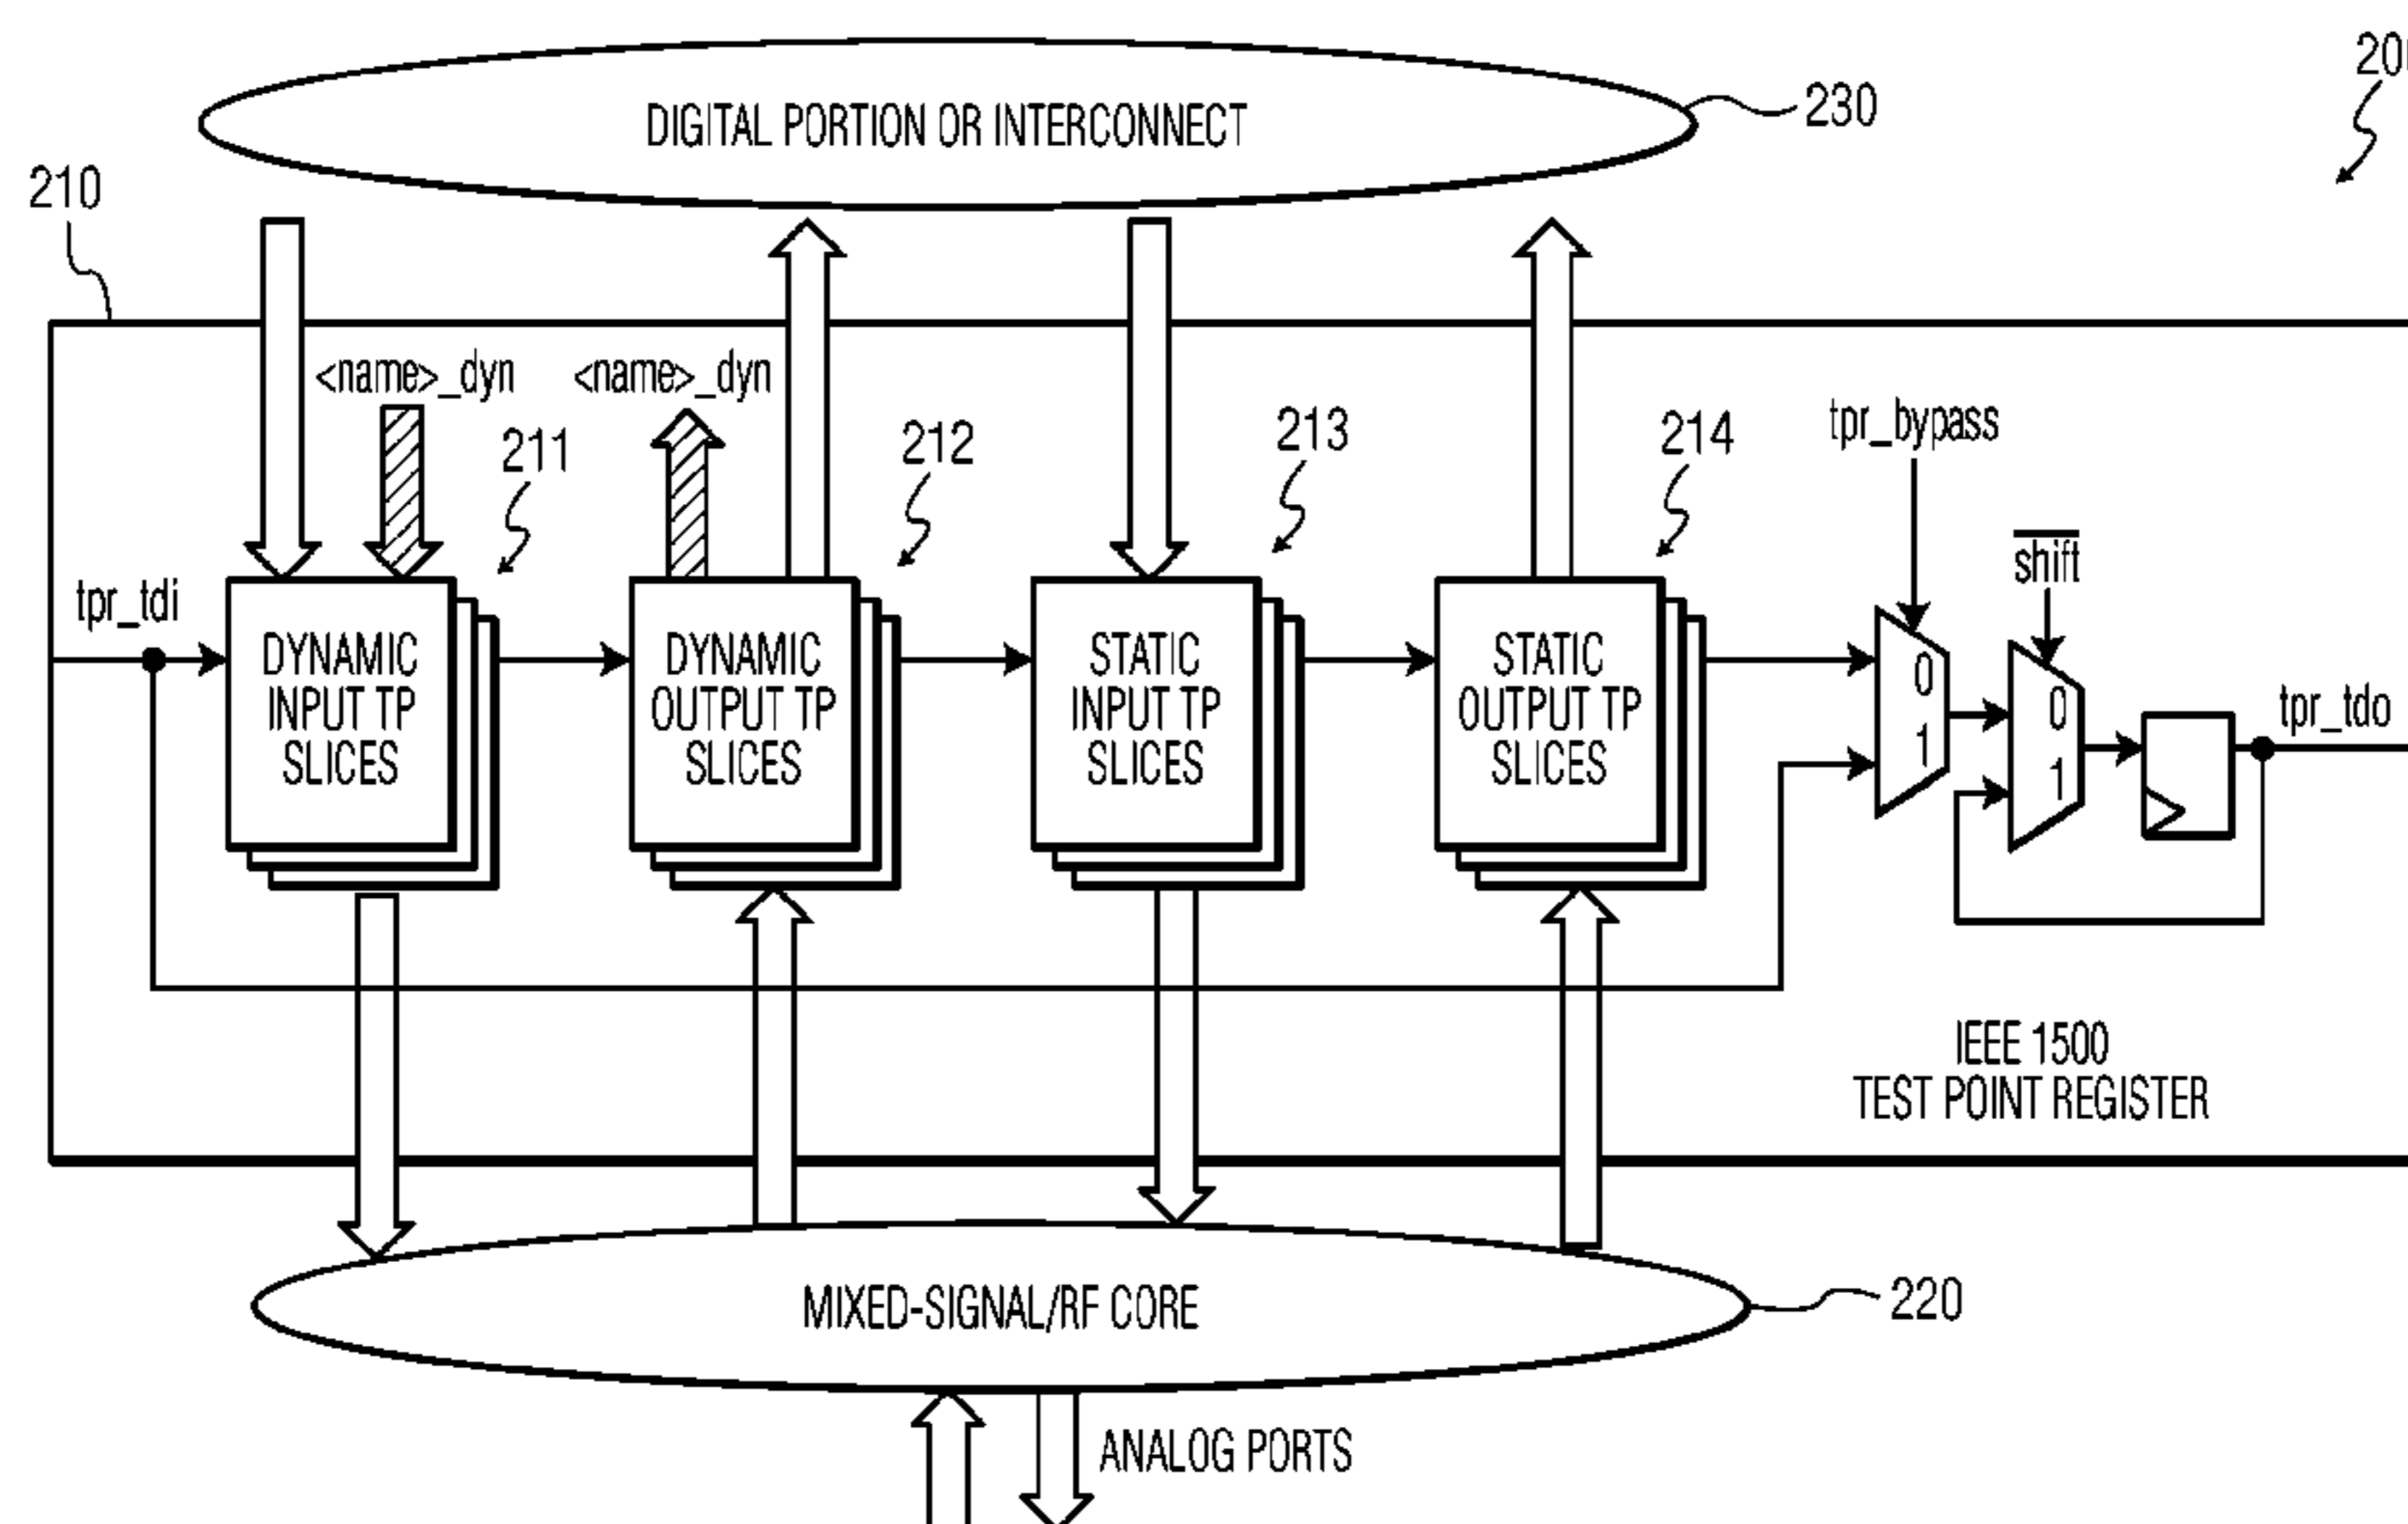 200
DIGITAL PORTION OR INTERCONNECT
230
210
<name>_dyn
<name>_dyn
211
212
213
214
tpr_bypass
shift
tpr_tdi
DYNAMIC
INPUT TP
SLICES
DYNAMIC
OUTPUT TP
SLICES
STATIC
INPUT TP
SLICES
STATIC
OUTPUT TP
SLICES
0
1
0
1
tpr_tdo
IEEE 1500
TEST POINT REGISTER
MIXED-SIGNAL/RF CORE
220
ANALOG PORTS